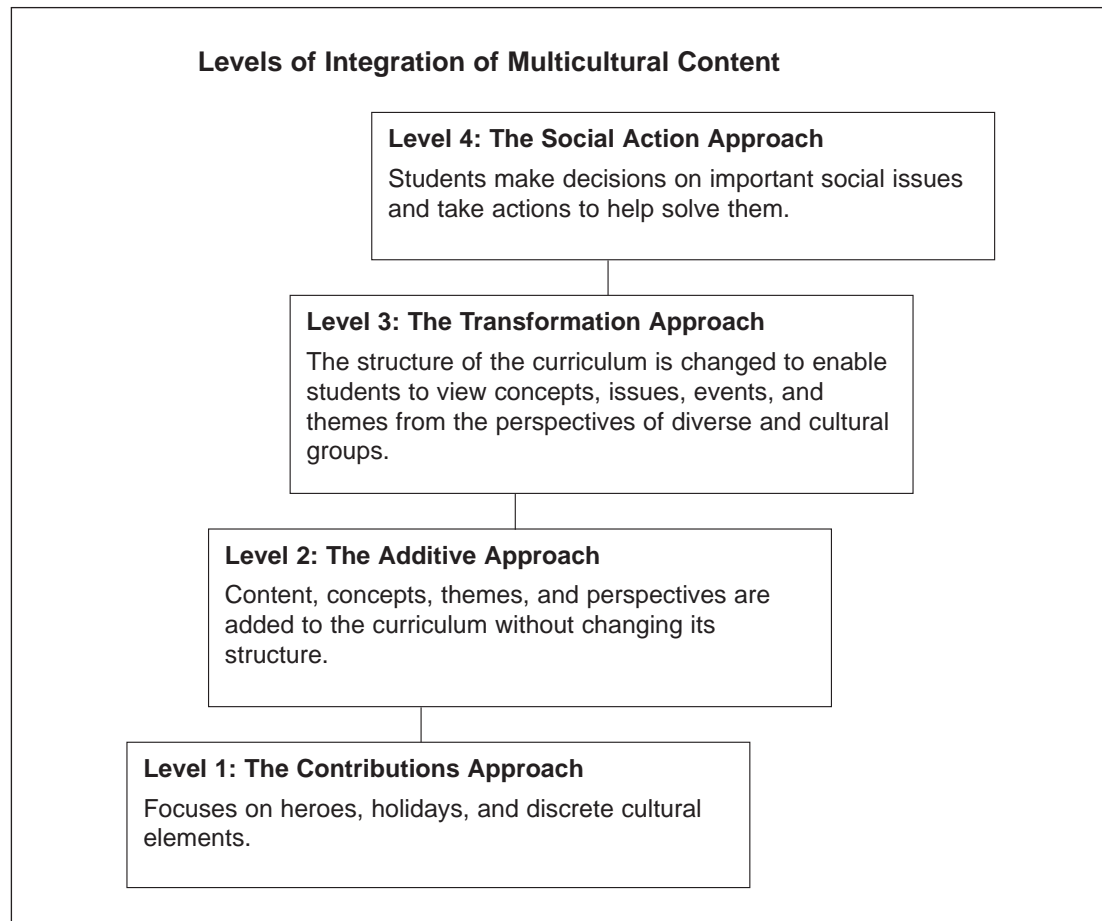 Levels of Integration of Multicultural Content
Level 4: The Social Action Approach
Students make decisions on important social issues
and take actions to help solve them.
Level 3: The Transformation Approach
The structure of the curriculum is changed to enable
students to view concepts, issues, events, and
themes from the perspectives of diverse and cultural
groups.
Level 2: The Additive Approach
Content, concepts, themes, and perspectives are
added to the curriculum without changing its
structure.
Level 1: The Contributions Approach
Focuses on heroes, holidays, and discrete cultural
elements.